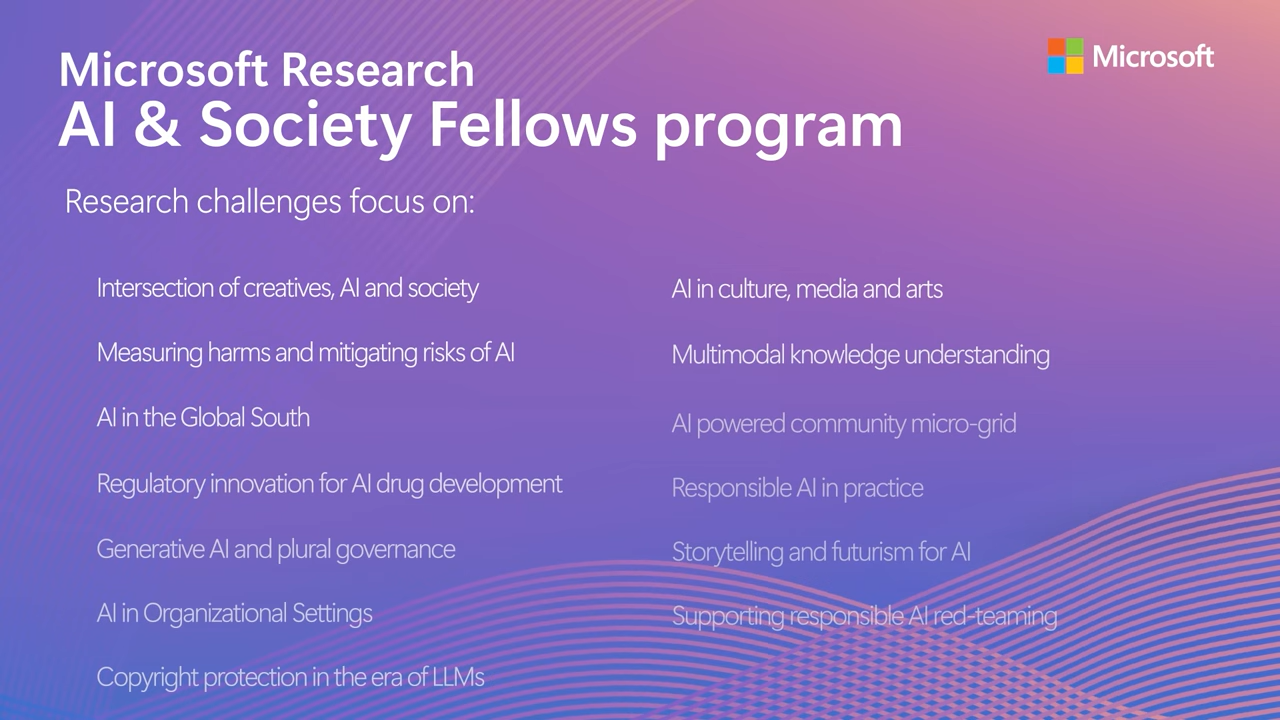 Microsoft Research
AI & Society Fellows program
Microsoft
Research challenges focus on:
Intersection of creatives, AI and society
Measuring harms and mitigating risks of AI
AI in the Global South
Regulatory innovation for AI drug development
Generative AI and plural governance
AI in Organizational Settings
Copyright protection in the era of LLMs
AI in culture, media and arts
Multimodal knowledge understanding
AI powered community micro-grid
Responsible AI in practice
Storytelling and futurism for AI
Supporting responsible AI red-teaming